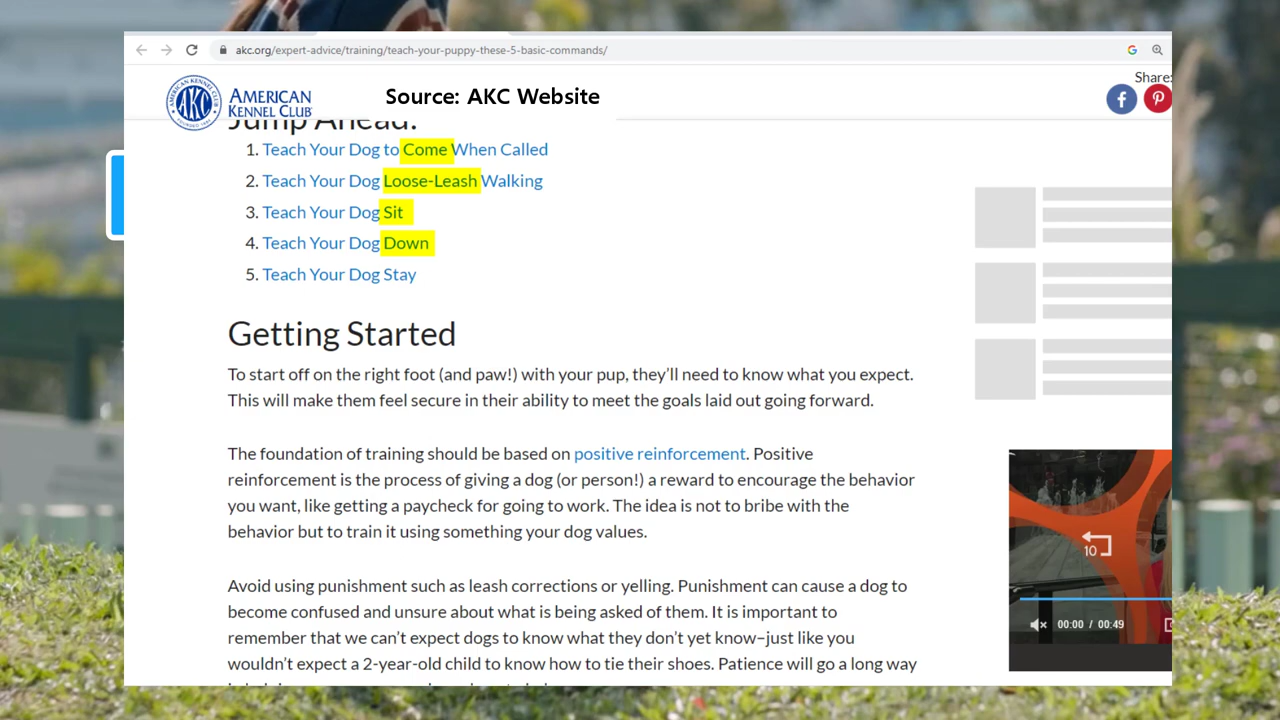 akc.org/expert-advice/training/teach-your-puppy-these-5-basic-commands/
G
Share:
AKC
AMERICAN KENNEL CLUB
AMERICAN
KENNEL CLUB
Source: AKC Website
Jump Ahead:
1. Teach Your Dog to Come When Called
2. Teach Your Dog Loose-Leash Walking
3. Teach Your Dog Sit
4. Teach Your Dog Down
5. Teach Your Dog Stay
Getting Started
To start off on the right foot (and paw!) with your pup, they’ll need to know what you expect.
This will make them feel secure in their ability to meet the goals laid out going forward.
The foundation of training should be based on positive reinforcement. Positive
reinforcement is the process of giving a dog (or person!) a reward to encourage the behavior
you want, like getting a paycheck for going to work. The idea is not to bribe with the
behavior but to train it using something your dog values.
Avoid using punishment such as leash corrections or yelling. Punishment can cause a dog to
become confused and unsure about what is being asked of them. It is important to
remember that we can’t expect dogs to know what they don’t yet know–just like you
wouldn’t expect a 2-year-old child to know how to tie their shoes. Patience will go a long way
10
00:00 / 00:49